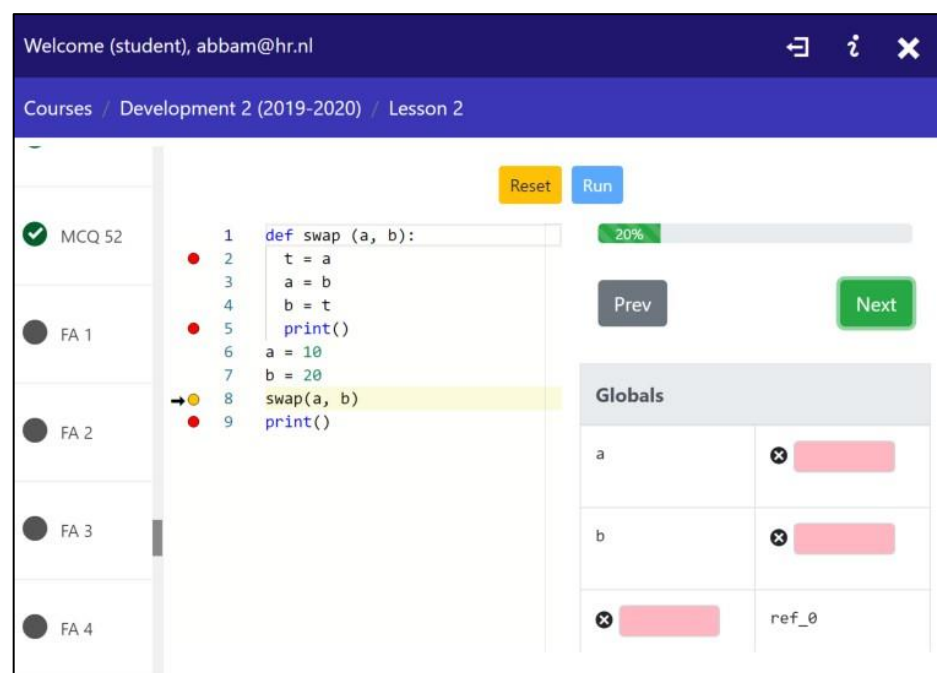 Welcome (student), abbam@hr.nl
Courses / Development 2 (2019-2020) / Lesson 2
Reset Run
MCQ 52
FA 1
FA 2
FA 3
FA 4
1 def swap (a, b):
2 t = a
3 a = b
4 b = t
5 print()
6 a = 10
7 b = 20
8 swap(a, b)
9 print()
20%
Prev Next
Globals
a
b
ref_0